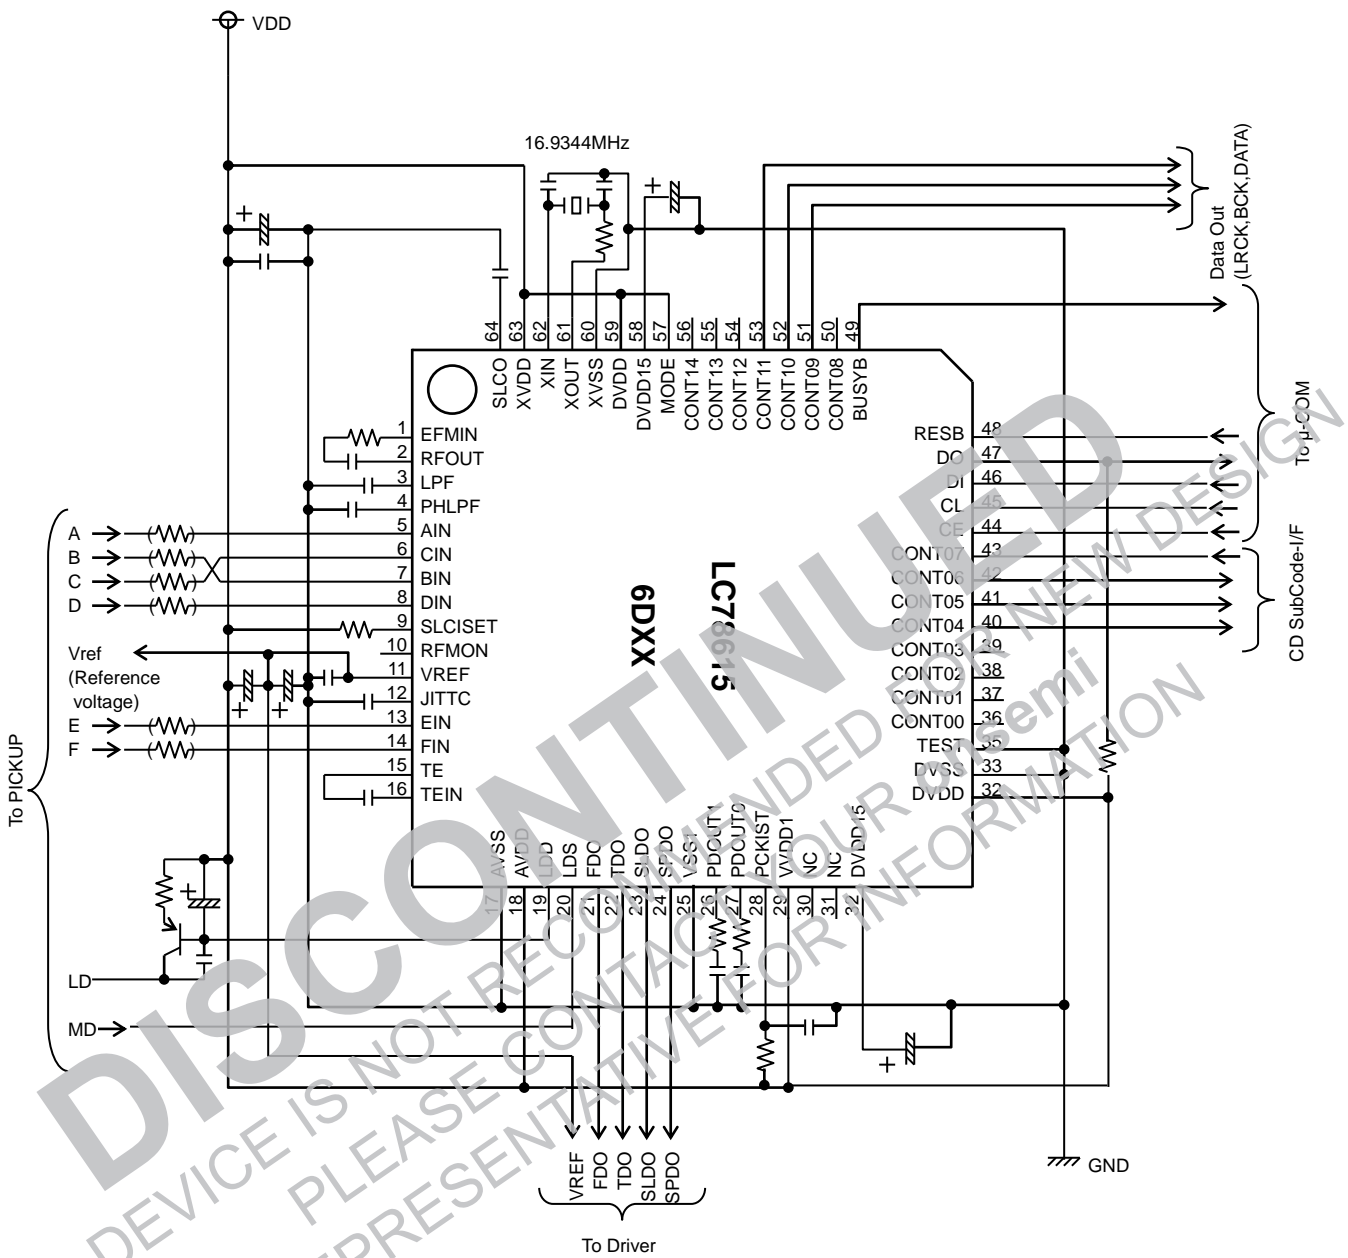 VDD
16.9344MHz
Data Out
(LRCK,BCK,DATA)
To µ-COM
CD SubCode-I/F
64
63
62
61
60
59
58
57
56
55
54
53
52
51
50
49
SLCO
XVDD
XIN
XOUT
XVSS
DVDD
DVDD15
MODE
CONT14
CONT13
CONT12
CONT11
CONT10
CONT09
CONT08
BUSYB
1 EFMIN
2 RFOUT
3 LPF
4 PHLPF
5 AIN
6 CIN
7 BIN
8 DIN
9 SLCISET
10 RFMON
11 VREF
12 JITTC
13 EIN
14 FIN
15 TE
16 TEIN
A
B
C
D
Vref
(Reference
voltage)
E
F
To PICKUP
LD
MD
LC78615
6DXX
RESB 48
DO 47
DI 46
CL 45
CE 44
CONT07 43
CONT06 42
CONT05 41
CONT04 40
CONT03 39
CONT02 38
CONT01 37
CONT00 36
TEST 35
DVSS 33
DVDD 32
AVSS
AVDD
LDD
LDS
FDO
TDO
SLDO
SPDO
VSS1
PDOUT1
PDOUT0
PCKIST
VVDD1
NC
NC
DVDD15
17
18
19
20
21
22
23
24
25
26
27
28
29
30
31
32
VREF
FDO
TDO
SLDO
SPDO
To Driver
GND
DISCONTINUED
DEVICE IS NOT RECOMMENDED FOR NEW DESIGN
PLEASE CONTACT YOUR onsemi
REPRESENTATIVE FOR INFORMATION